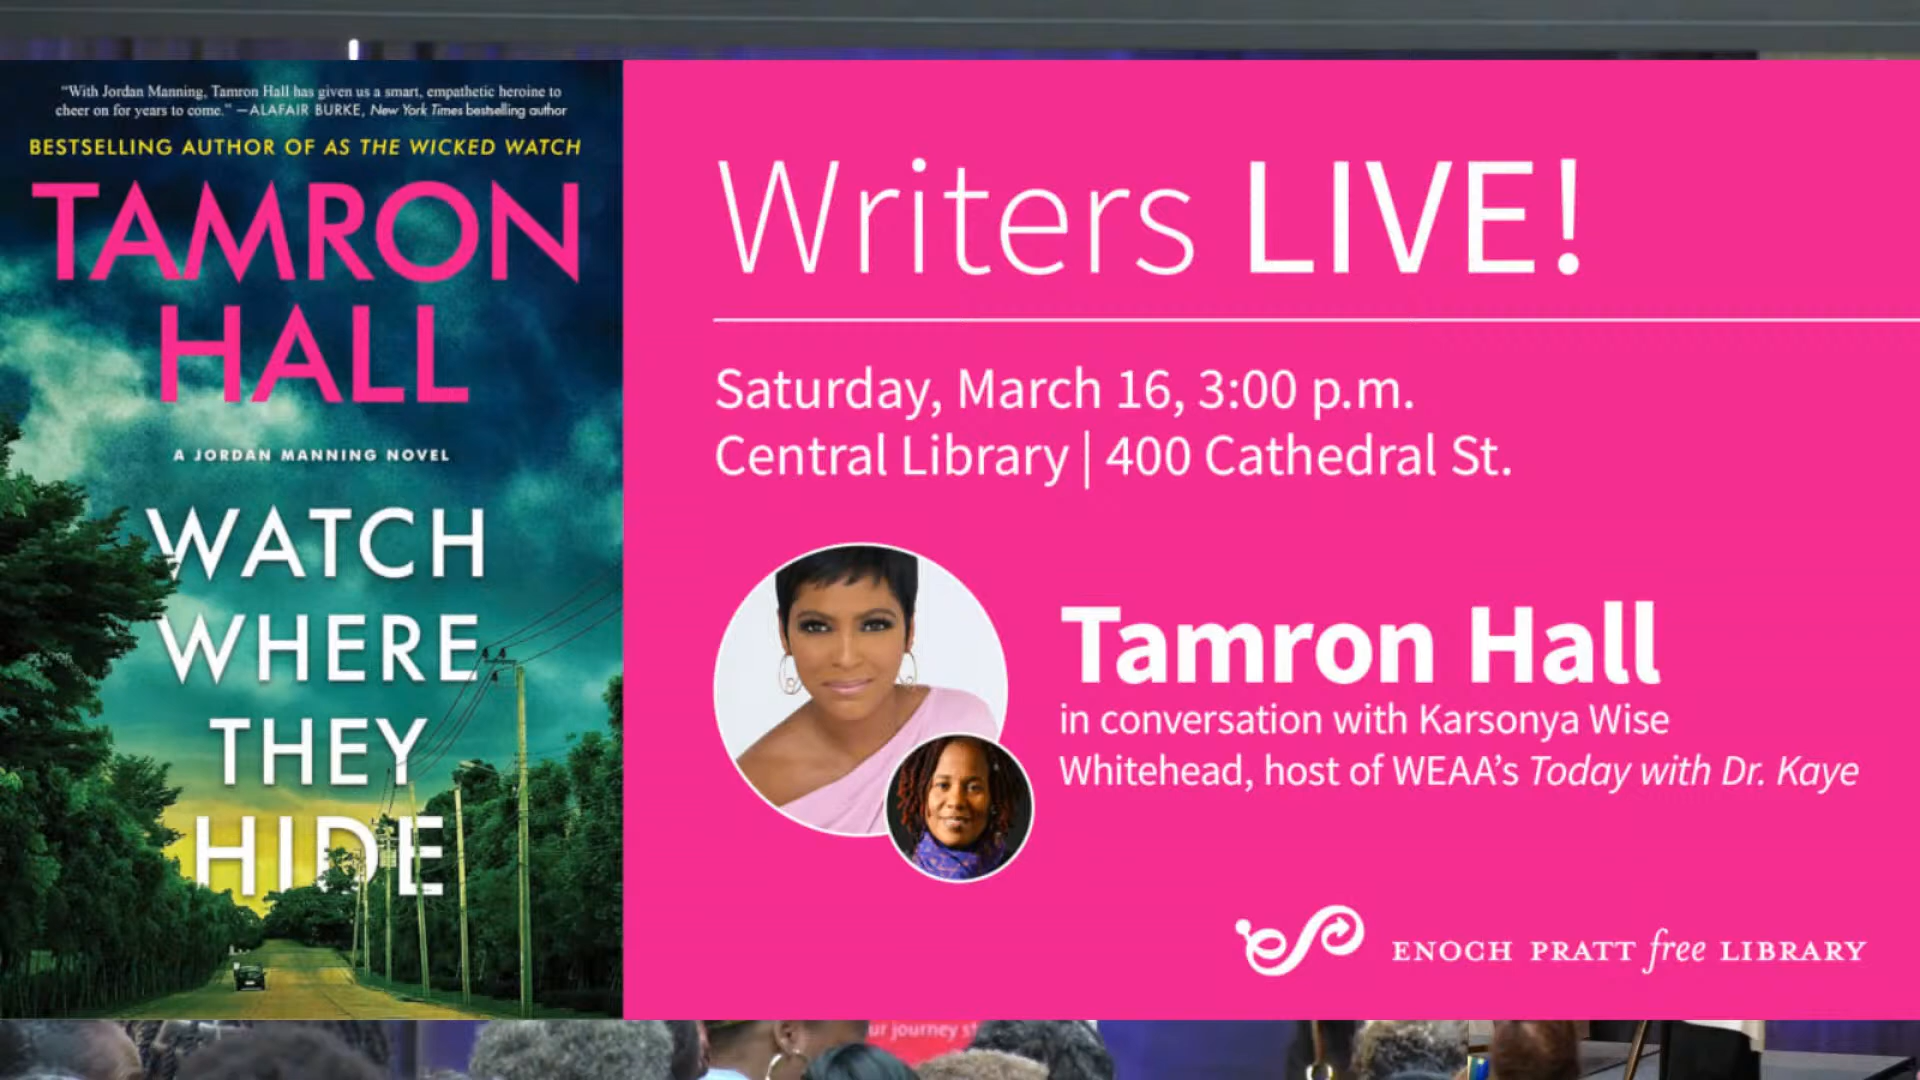 “With Jordan Manning, Tamron Hall has given us a smart, empathetic heroine to
cheer on for years to come.” —ALAFAIR BURKE, New York Times bestselling author
BESTSELLING AUTHOR OF AS THE WICKED WATCH
TAMRON
HALL
A JORDAN MANNING NOVEL
WATCH
WHERE
THEY
HIDE
Writers LIVE!
Saturday, March 16, 3:00 p.m.
Central Library | 400 Cathedral St.
Tamron Hall
in conversation with Karsonya Wise
Whitehead, host of WEAA’s Today with Dr. Kaye
ENOCH PRATT free LIBRARY
ur journey